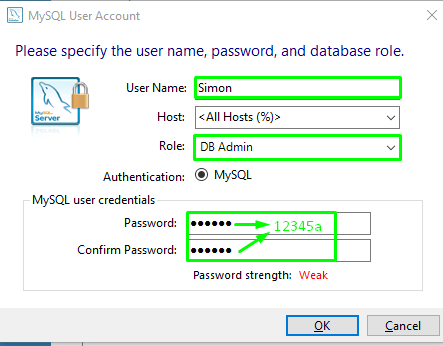 MySQL User Account
Please specify the user name, password, and database role.
MySQL
Server
User Name: Simon
Host: <All Hosts (%)>
Role: DB Admin
Authentication: MySQL
MySQL user credentials
Password: ●●●●●● 12345a
Confirm Password: ●●●●●●
Password strength: Weak
OK Cancel